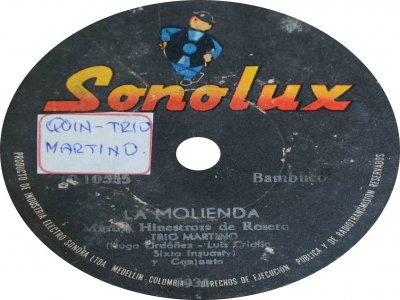 Sonolux
QUIN-TRIO
MARTINO.
Bambuco
LA MOLIENDA
Hinestroza de Rosero
TRIO MARTINO
(Hugo Ordóñez - Luis
Sixto
Conjunto
PRODUCTO DE INDUSTRIA ELECTRO SONORA LTDA. MEDELLIN - COLOMBIA DERECHOS DE EJECUCION PUBLICA Y DE RADIOTRANSMISION RESERVADOS